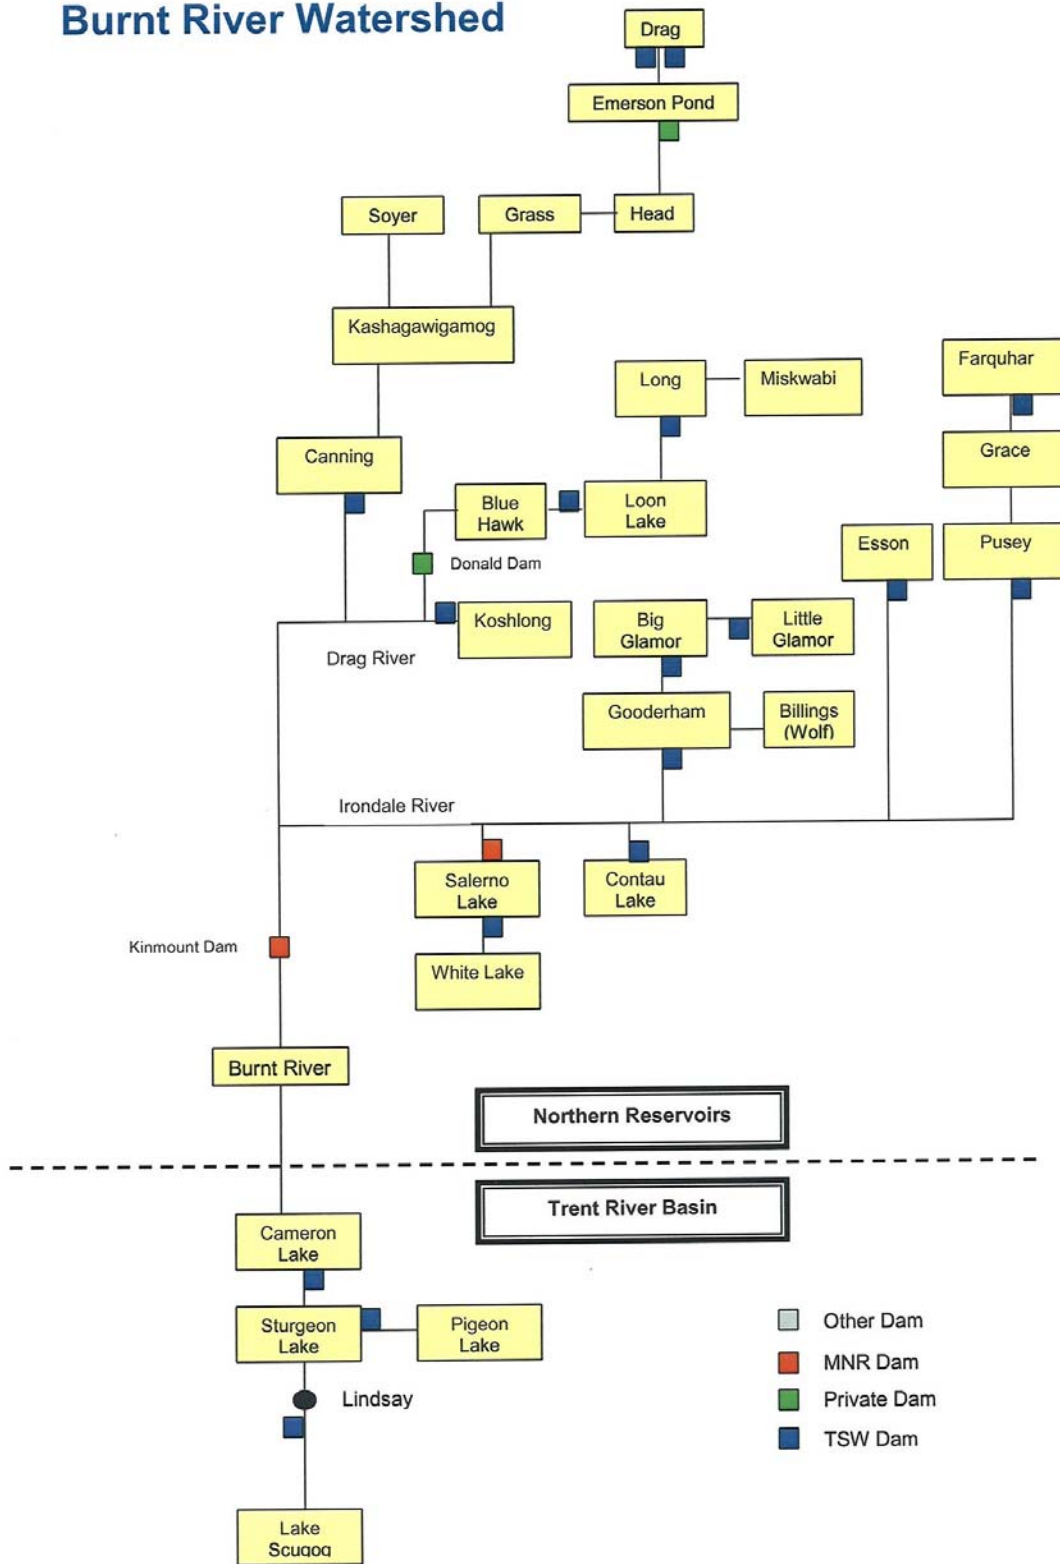 Burnt River Watershed
Drag
Emerson Pond
Soyer
Grass
Head
Kashagawigamog
Farquhar
Long
Miskwabi
Grace
Canning
Blue
Hawk
Loon
Lake
Esson
Pusey
Donald Dam
Koshlong
Big
Glamor
Little
Glamor
Drag River
Gooderham
Billings
(Wolf)
Irondale River
Salerno
Lake
Contau
Lake
Kinmount Dam
White Lake
Burnt River
Northern Reservoirs
Trent River Basin
Cameron
Lake
Sturgeon
Lake
Pigeon
Lake
Other Dam
MNR Dam
Lindsay
Private Dam
TSW Dam
Lake
Scugog